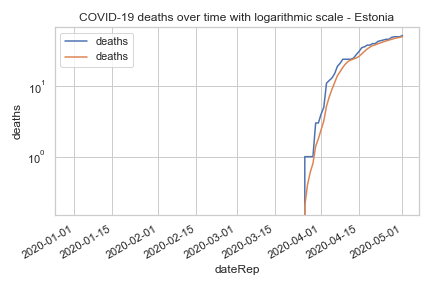 COVID-19 deaths over time with logarithmic scale - Estonia
deaths
deaths
deaths
10¹
10⁰
2020-01-01
2020-01-15
2020-02-01
2020-02-15
2020-03-01
2020-03-15
2020-04-01
2020-04-15
2020-05-01
dateRep